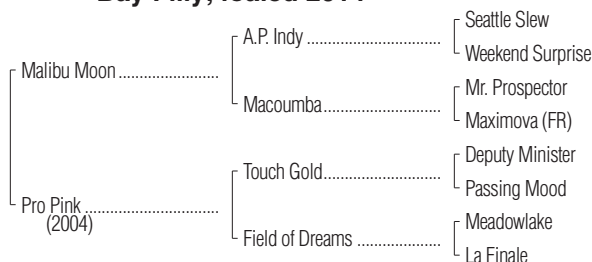 Bay Filly; foaled
Seattle Slew
A.P. Indy
Weekend Surprise
Malibu Moon
Mr. Prospector
Macoumba
Maximova (FR)
Deputy Minister
Touch Gold
Passing Mood
Pro Pink
(2004)
Meadowlake
Field of Dreams
La Finale